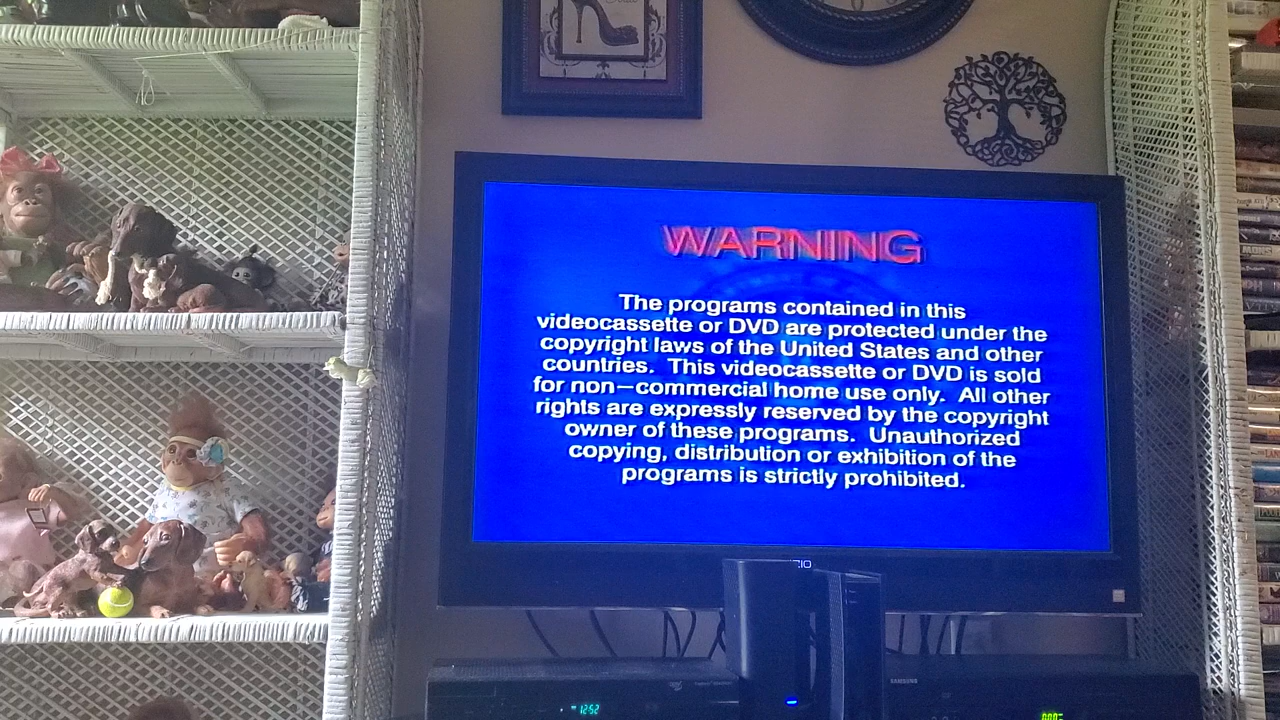 WARNING
The programs contained in this
videocassette or DVD are protected under the
copyright laws of the United States and other
countries. This videocassette or DVD is sold
for non—commercial home use only. All other
rights are expressly reserved by the copyright
owner of these programs. Unauthorized
copying, distribution or exhibition of the
programs is strictly prohibited.
SAMSUNG
12:52